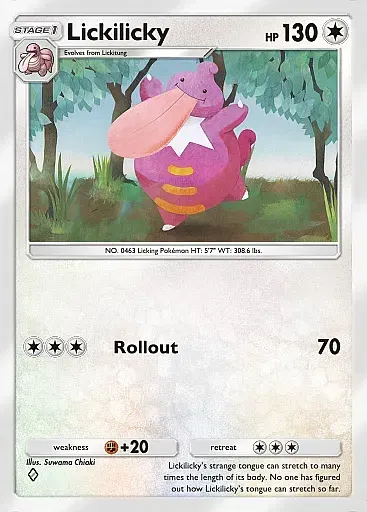 STAGE 1
Lickilicky
HP 130
Evolves from Lickitung
NO. 0463 Licking Pokémon HT: 5'7" WT: 308.6 lbs.
Rollout 70
weakness +20 retreat
Illus. Suwama Chiaki
Lickilicky's strange tongue can stretch to many
times the length of its body. No one has figured
out how Lickilicky's tongue can stretch so far.